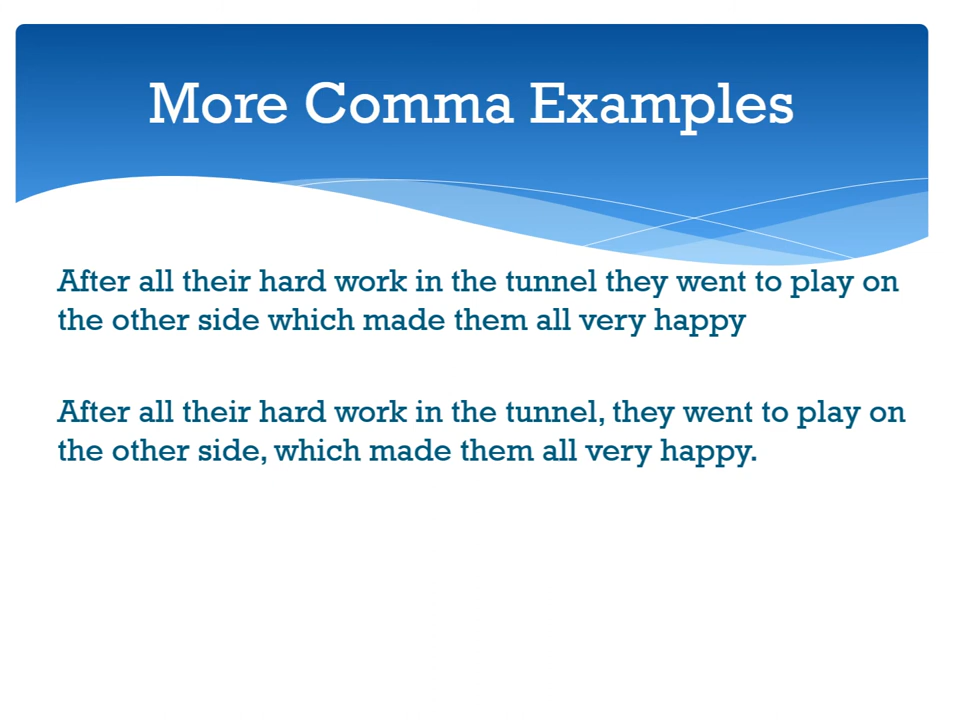 More Comma Examples
After all their hard work in the tunnel they went to play on
the other side which made them all very happy
After all their hard work in the tunnel, they went to play on
the other side, which made them all very happy.